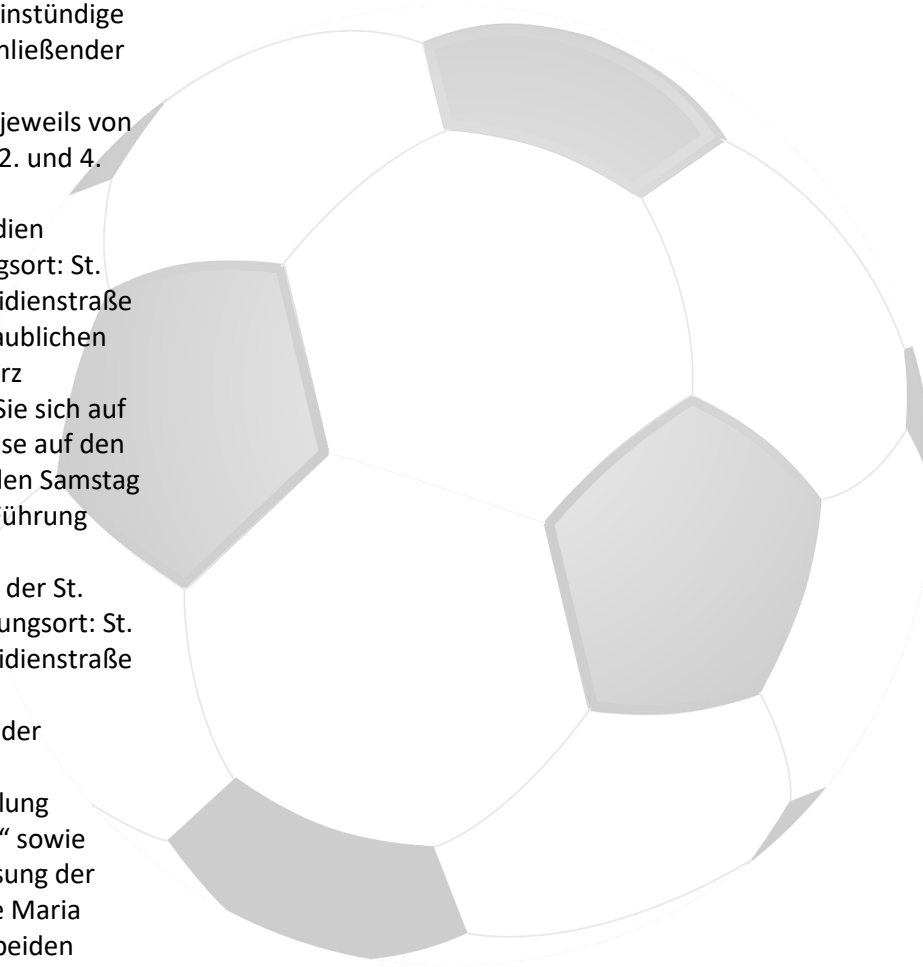 instündige
hließender
jeweils von
2. und 4.
dien
gsort: St.
idienstraße
aublichen
rz
Sie sich auf
se auf den
den Samstag
Führung
der St.
ungsort: St.
idienstraße
der
lung
“ sowie
sung der
e Maria
beiden